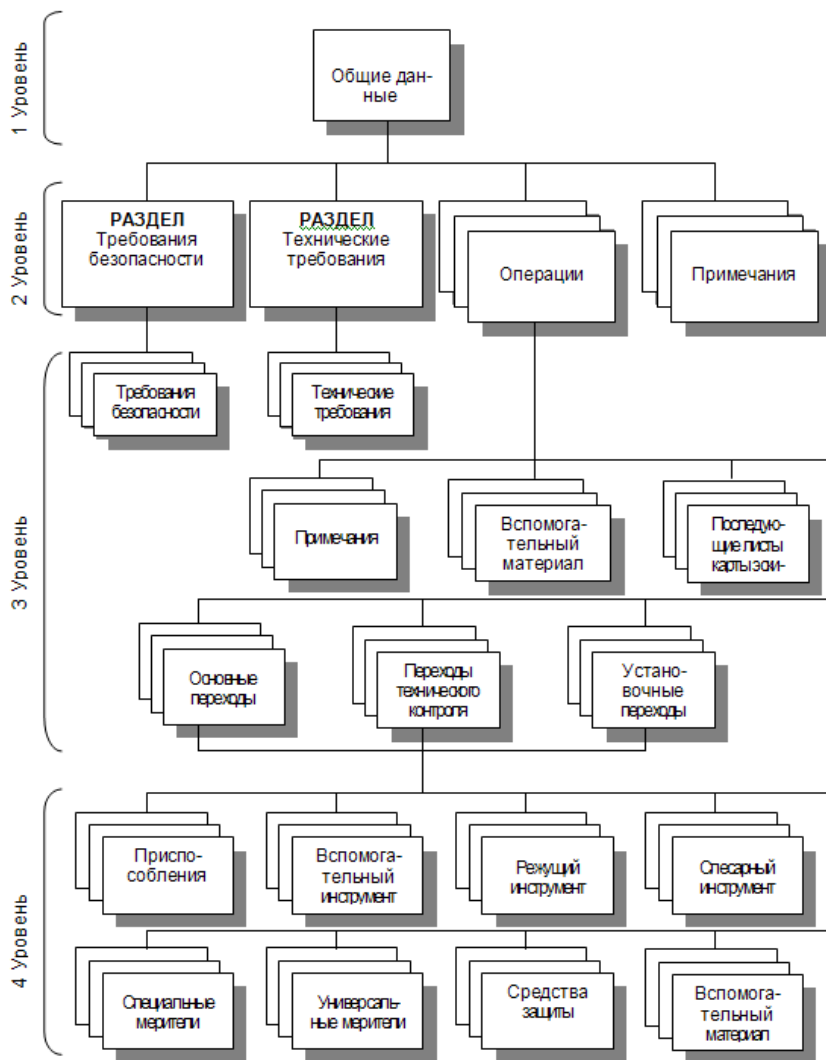 1 Уровень
Общие дан-
ные
2 Уровень
РАЗДЕЛ
Требования
безопасности
РАЗДЕЛ
Технические
требования
Операции
Примечания
3 Уровень
Требования
безопасности
Технические
требования
Примечания
Вспомога-
тельный
материал
Последую-
щие листы
карты эски-
Основные
переходы
Переходы
технического
контроля
Устано-
вочные
переходы
4 Уровень
Приспо-
собления
Вспомога-
тельный
инструмент
Режущий
инструмент
Слесарный
инструмент
Специальные
мерители
Универсаль-
ные мерители
Средства
защиты
Вспомога-
тельный
материал